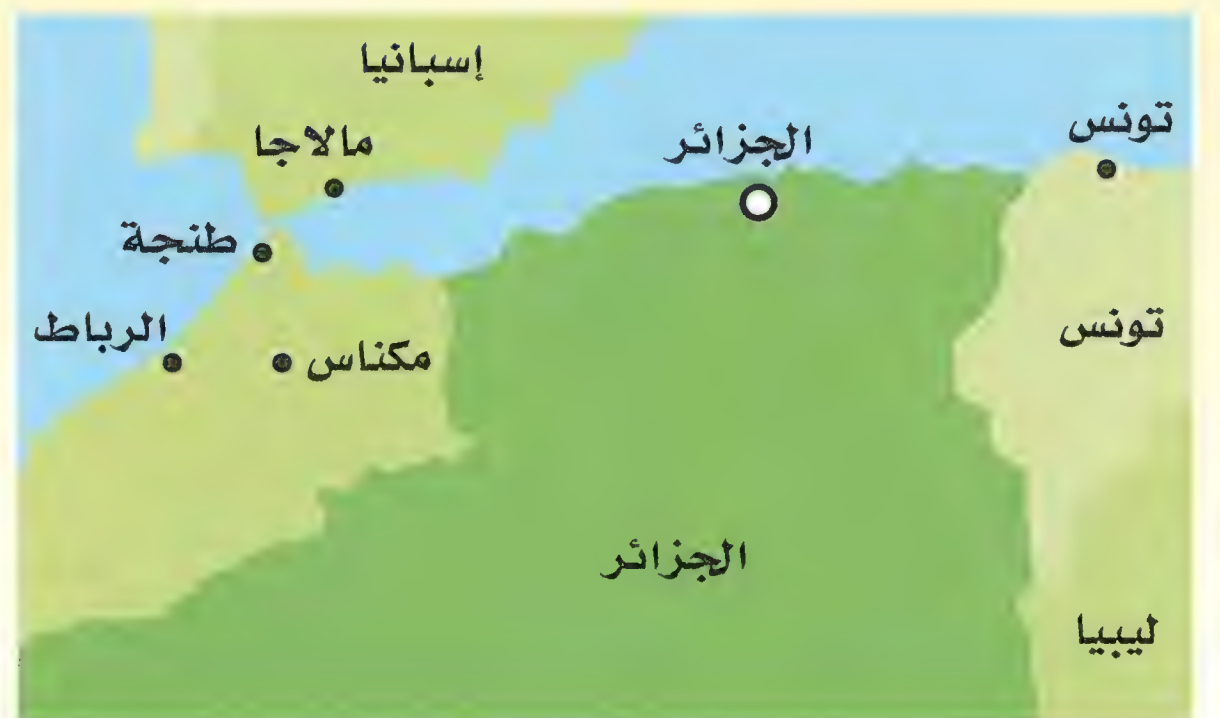 إسبانيا
مالاجا
الجزائر
تونس
طنجة
الرباط
مكناس
تونس
الجزائر
ليبيا